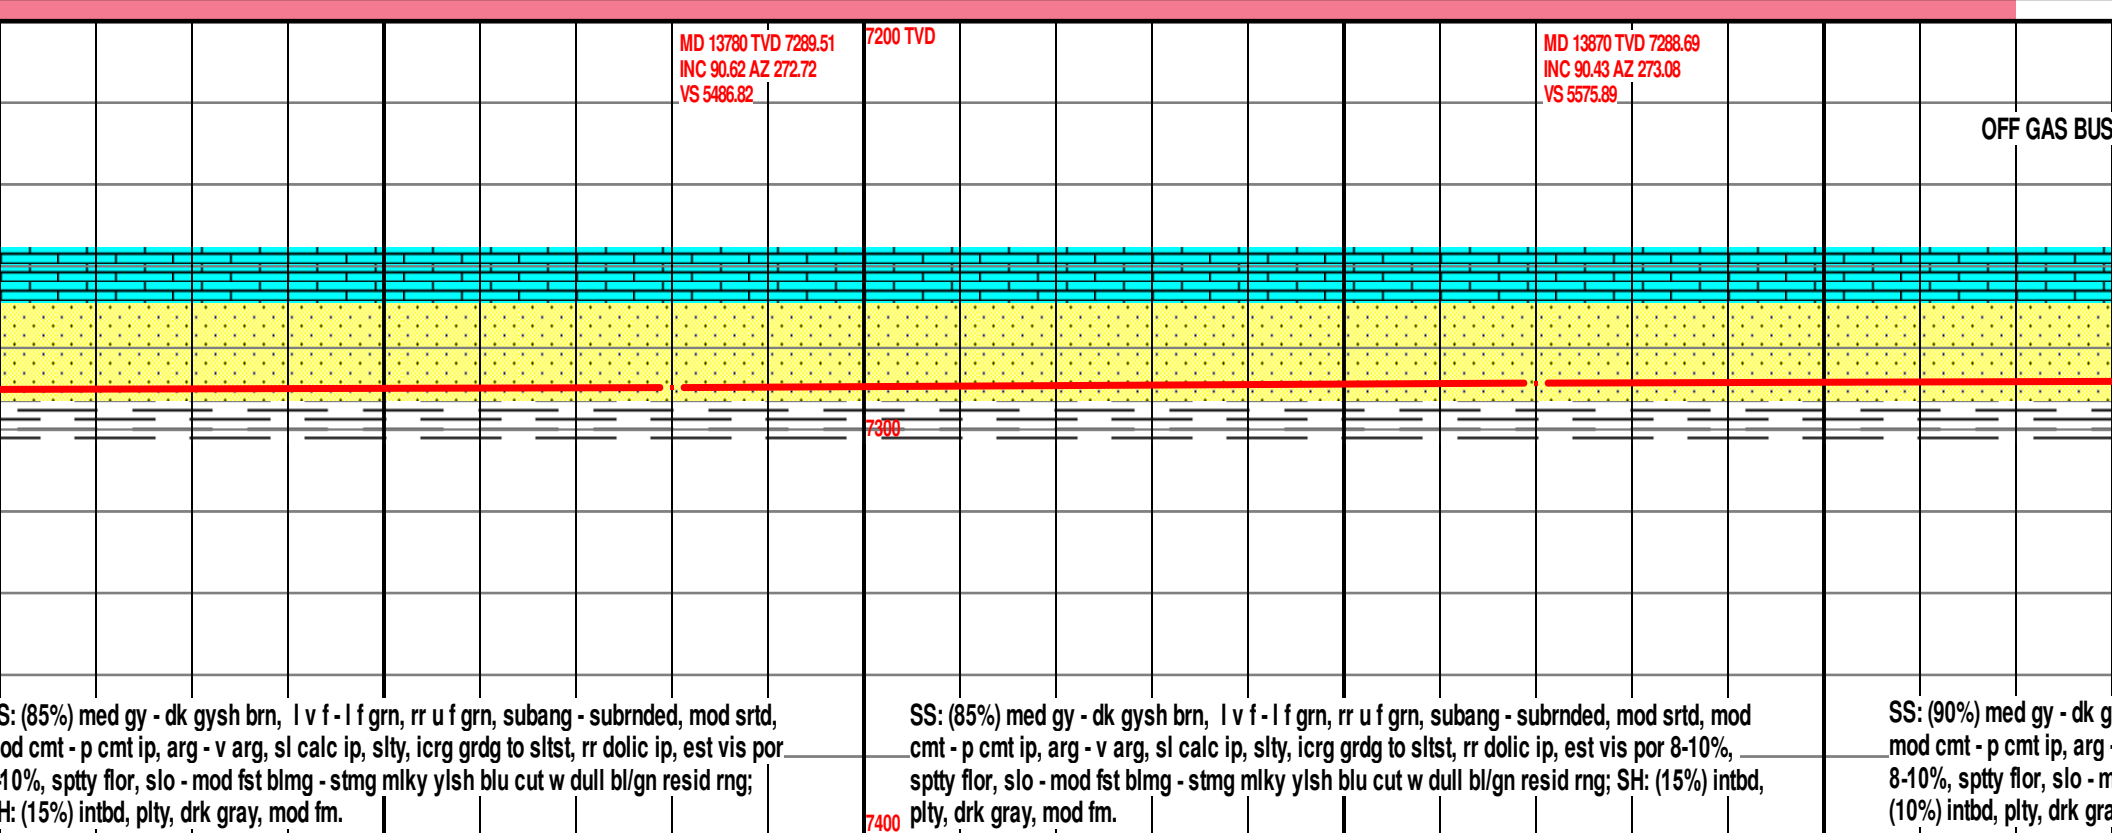 MD 13780 TVD 7289.51
INC 90.62 AZ 272.72
VS 5486.82
7200 TVD
MD 13870 TVD 7288.69
INC 90.43 AZ 273.08
VS 5575.89
OFF GAS BUS
7300
S: (85%) med gy - dk gysh brn, l v f - l f grn, rr u f grn, subang - subrnded, mod srtd,
od cmt - p cmt ip, arg - v arg, sl calc ip, slty, icrg grdg to sltst, rr dolic ip, est vis por
-10%, sptty flor, slo - mod fst blmg - stmg mlky ylsh blu cut w dull bl/gn resid rng;
H: (15%) intbd, plty, drk gray, mod fm.
SS: (85%) med gy - dk gysh brn, l v f - l f grn, rr u f grn, subang - subrnded, mod srtd, mod
cmt - p cmt ip, arg - v arg, sl calc ip, slty, icrg grdg to sltst, rr dolic ip, est vis por 8-10%,
sptty flor, slo - mod fst blmg - stmg mlky ylsh blu cut w dull bl/gn resid rng; SH: (15%) intbd,
plty, drk gray, mod fm.
SS: (90%) med gy - dk g
mod cmt - p cmt ip, arg -
8-10%, sptty flor, slo - m
(10%) intbd, plty, drk gra
7400